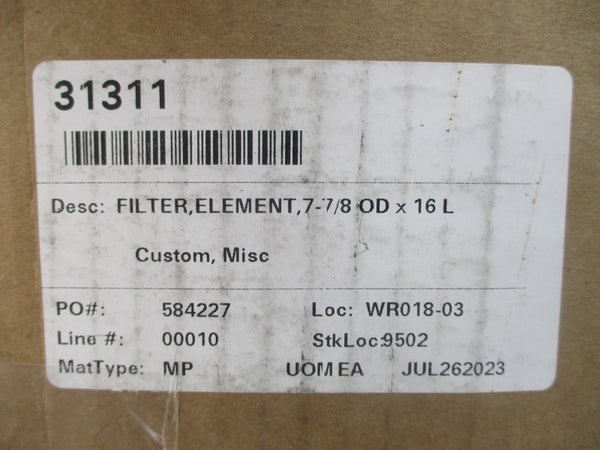 31311
Desc: FILTER,ELEMENT,7-7/8 OD x 16 L
Custom, Misc
PO#: 584227 Loc: WR018-03
Line #: 00010 StkLoc:9502
MatType: MP UOM EA JUL262023